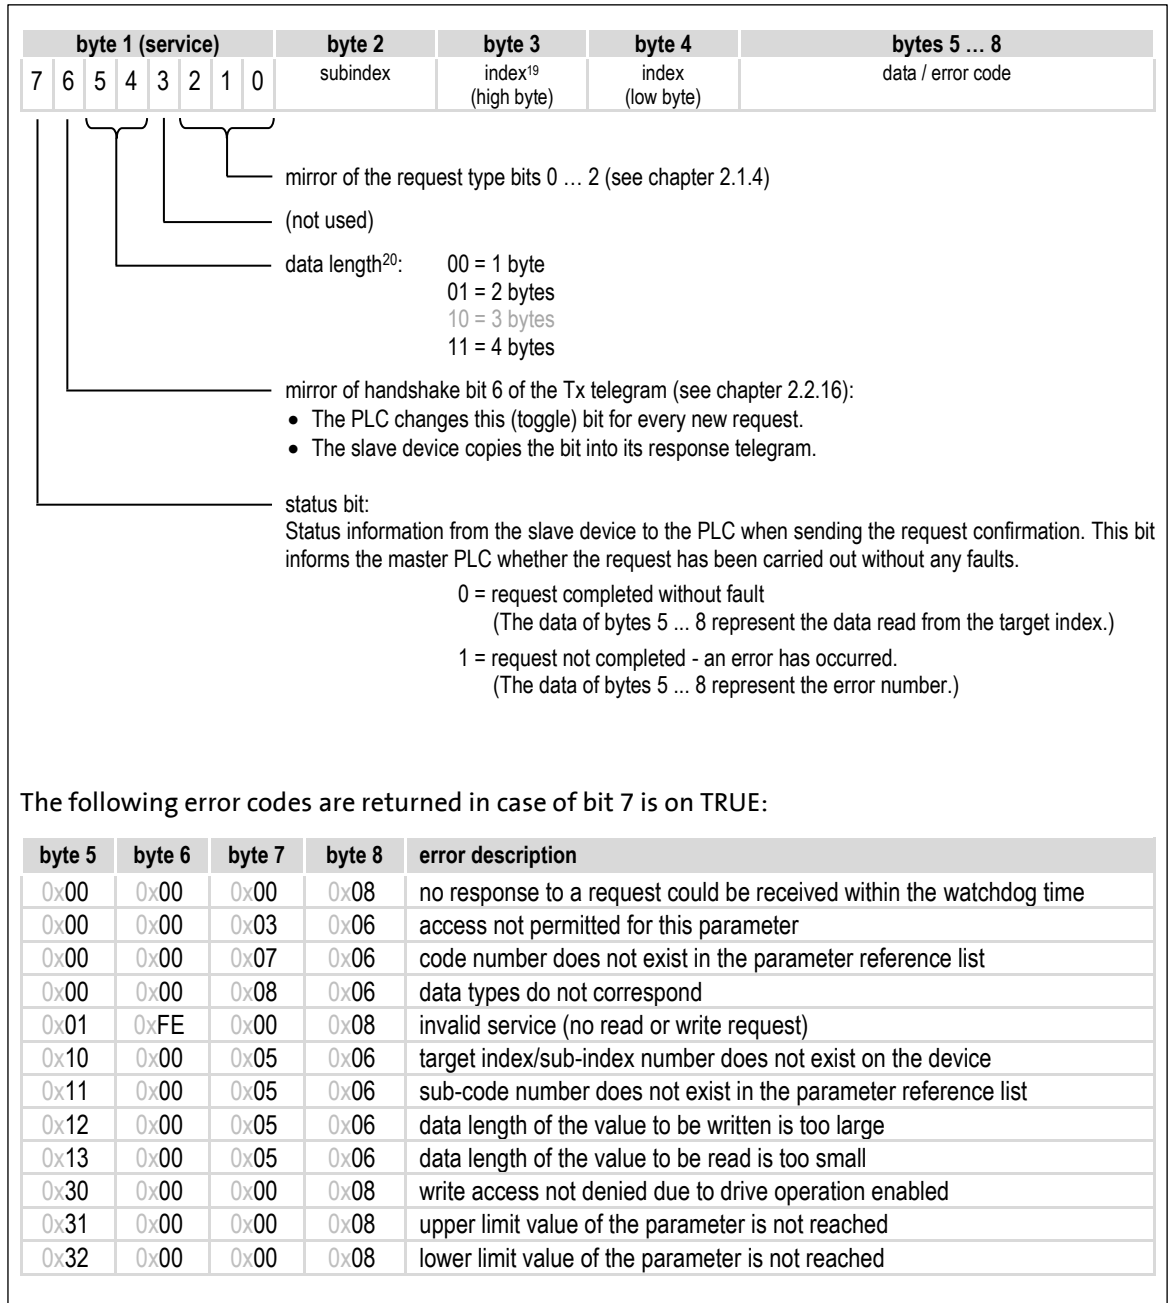 byte 1 (service) byte 2 byte 3 byte 4 bytes 5 … 8
7 6 5 4 3 2 1 0 subindex index19 (high byte) index (low byte) data / error code
mirror of the request type bits 0 … 2 (see chapter 2.1.4)
(not used)
data length20: 00 = 1 byte
01 = 2 bytes
10 = 3 bytes
11 = 4 bytes
mirror of handshake bit 6 of the Tx telegram (see chapter 2.2.16):
• The PLC changes this (toggle) bit for every new request.
• The slave device copies the bit into its response telegram.
status bit:
Status information from the slave device to the PLC when sending the request confirmation. This bit
informs the master PLC whether the request has been carried out without any faults.
0 = request completed without fault
(The data of bytes 5 ... 8 represent the data read from the target index.)
1 = request not completed - an error has occurred.
(The data of bytes 5 ... 8 represent the error number.)
The following error codes are returned in case of bit 7 is on TRUE:
byte 5 byte 6 byte 7 byte 8 error description
0x00 0x00 0x00 0x08 no response to a request could be received within the watchdog time
0x00 0x00 0x03 0x06 access not permitted for this parameter
0x00 0x00 0x07 0x06 code number does not exist in the parameter reference list
0x00 0x00 0x08 0x06 data types do not correspond
0x01 0xFE 0x00 0x08 invalid service (no read or write request)
0x10 0x00 0x05 0x06 target index/sub-index number does not exist on the device
0x11 0x00 0x05 0x06 sub-code number does not exist in the parameter reference list
0x12 0x00 0x05 0x06 data length of the value to be written is too large
0x13 0x00 0x05 0x06 data length of the value to be read is too small
0x30 0x00 0x00 0x08 write access not denied due to drive operation enabled
0x31 0x00 0x00 0x08 upper limit value of the parameter is not reached
0x32 0x00 0x00 0x08 lower limit value of the parameter is not reached